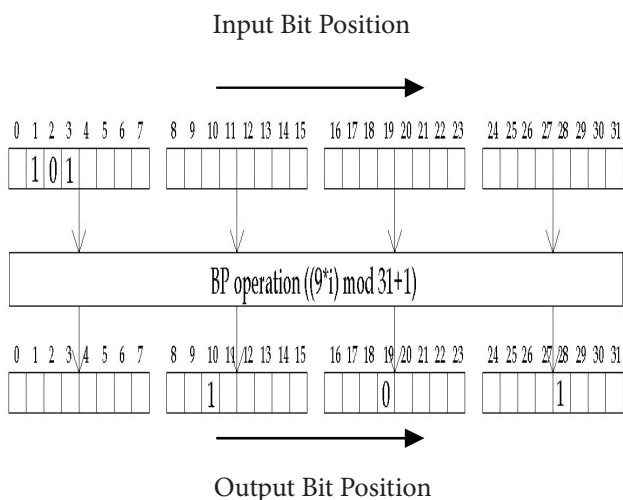 Input Bit Position
0 1 2 3 4 5 6 7 8 9 10 11 12 13 14 15 16 17 18 19 20 21 22 23 24 25 26 27 28 29 30 31
1 0 1
BP operation ((9*i) mod 31+1)
0 1 2 3 4 5 6 7 8 9 10 11 12 13 14 15 16 17 18 19 20 21 22 23 24 25 26 27 28 29 30 31
1 0 1
Output Bit Position